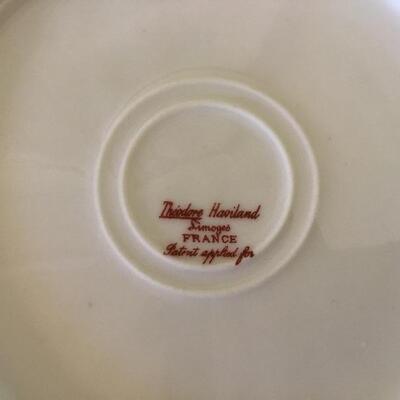 Théodore Haviland
Limoges
FRANCE
Patent applied for